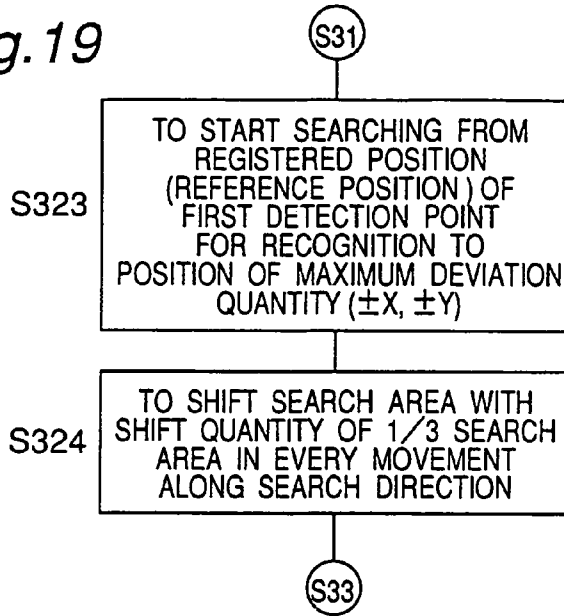 g.19
S31
S323
TO START SEARCHING FROM
REGISTERED POSITION
(REFERENCE POSITION) OF
FIRST DETECTION POINT
FOR RECOGNITION TO
POSITION OF MAXIMUM DEVIATION
QUANTITY (±X, ±Y)
S324
TO SHIFT SEARCH AREA WITH
SHIFT QUANTITY OF 1/3 SEARCH
AREA IN EVERY MOVEMENT
ALONG SEARCH DIRECTION
S33